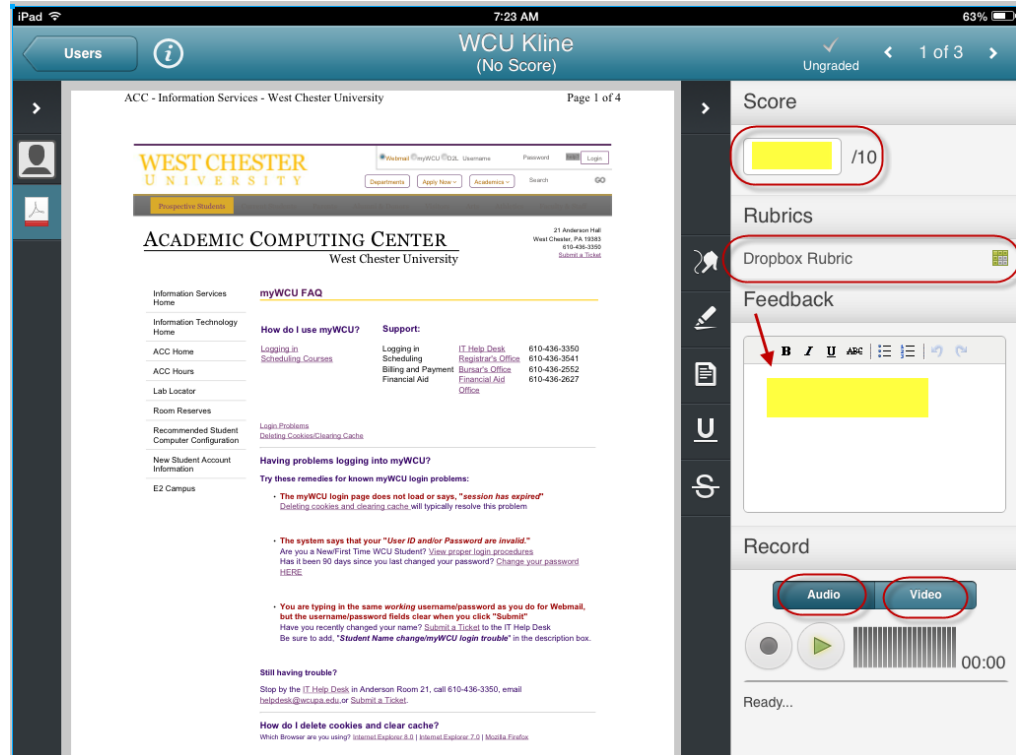 iPad 7:23 AM 63%
Users WCU Kline
(No Score)
Ungraded
1 of 3
ACC - Information Services - West Chester University Page 1 of 4
WEST CHESTER
UNIVERSITY
Webmail myWCU D2L Username Password Login
Departments Apply Now Academics Search GO
Prospective Students
ACADEMIC COMPUTING CENTER
West Chester University
21 Anderson Hall
West Chester, PA 19383
610-436-3350
Submit a Ticket
Information Services
Home
Information Technology
Home
ACC Home
ACC Hours
Lab Locator
Room Reserves
Recommended Student
Computer Configuration
New Student Account
Information
E2 Campus
myWCU FAQ
How do I use myWCU?
Logging in
Scheduling Courses
Support:
Logging in IT Help Desk 610-436-3350
Scheduling Registrar's Office 610-436-3541
Billing and Payment Bursar's Office 610-436-2552
Financial Aid Financial Aid 610-436-2627
Office
Login Problems
Deleting Cookies/Clearing Cache
Having problems logging into myWCU?
Try these remedies for known myWCU login problems:
• The myWCU login page does not load or says, "session has expired"
Deleting cookies and clearing cache will typically resolve this problem
• The system says that your "User ID and/or Password are invalid."
Are you a New/First Time WCU Student? View proper login procedures
Has it been 90 days since you last changed your password? Change your password
HERE
• You are typing in the same working username/password as you do for Webmail,
but the username/password fields clear when you click "Submit"
Have you recently changed your name? Submit a Ticket to the IT Help Desk
Be sure to add, "Student Name change/myWCU login trouble" in the description box.
Still having trouble?
Stop by the IT Help Desk in Anderson Room 21, call 610-436-3350, email
helpdesk@wcupa.edu,or Submit a Ticket.
How do I delete cookies and clear cache?
Which Browser are you using? Internet Explorer 8.0 | Internet Explorer 7.0 | Mozilla Firefox
U
S
Score
/10
Rubrics
Dropbox Rubric
Feedback
B I U ABC
Record
Audio Video
00:00
Ready...